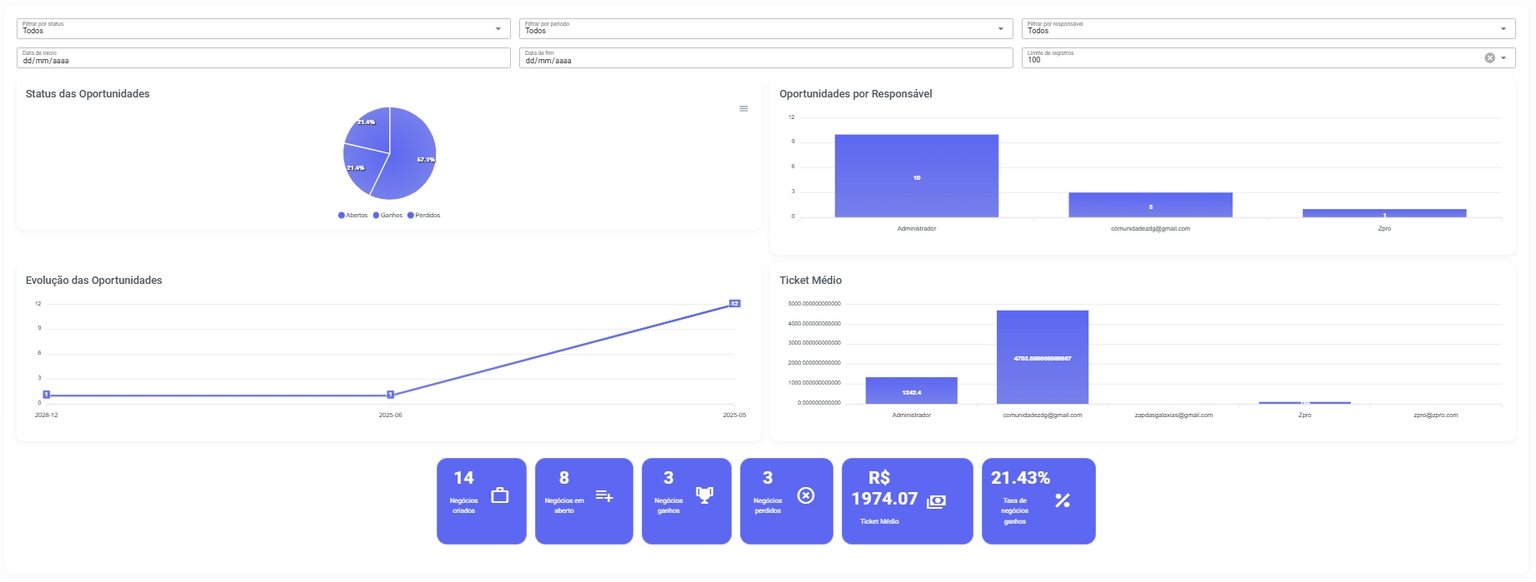 Filtrar por status
Todos
Filtrar por período
Todos
Filtrar por responsável
Todos
Data de início
dd/mm/aaaa
Data de fim
dd/mm/aaaa
Limite de registros
100
Status das Oportunidades
21.4%
57.1%
21.4%
Abertos Ganhos Perdidos
Oportunidades por Responsável
12
9
6
3
0
10
3
1
Administrador comunidadezdg@gmail.com Zpro
Evolução das Oportunidades
12
9
6
3
0
1
1
12
2028-12 2025-06 2025-05
Ticket Médio
5000.000000000000
4000.000000000000
3000.000000000000
2000.000000000000
1000.000000000000
0.000000000000
1342.4
Administrador comunidadezdg@gmail.com zapdasgalaxias@gmail.com Zpro zpro@zpro.com
14
Negócios
criados
8
Negócios em
aberto
3
Negócios
ganhos
3
Negócios
perdidos
R$
1974.07
Ticket Médio
21.43%
Taxa de
negócios
ganhos